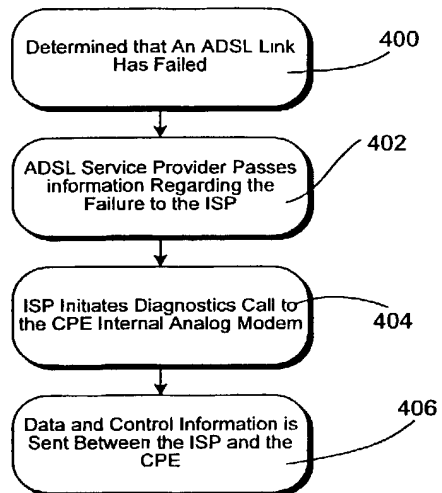 Determined that An ADSL Link
Has Failed
400
ADSL Service Provider Passes
information Regarding the
Failure to the ISP
402
ISP Initiates Diagnostics Call to
the CPE Internal Analog Modem
404
Data and Control Information is
Sent Between the ISP and the
CPE
406